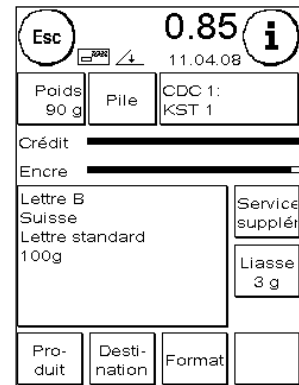 Esc
0.85
i
11.04.08
Poids
90 g
Pile
CDC 1:
KST 1
Crédit
Encre
Lettre B
Suisse
Lettre standard
100g
Service
supplér
Liasse
3 g
Pro-
duit
Desti-
nation
Format